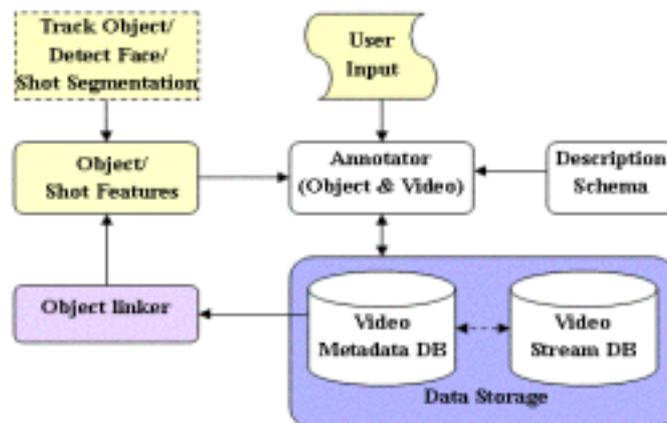 Track Object/
Detect Face/
Shot Segmentation
User
Input
Object/
Shot Features
Annotator
(Object & Video)
Description
Schema
Object linker
Video
Metadata DB
Video
Stream DB
Data Storage